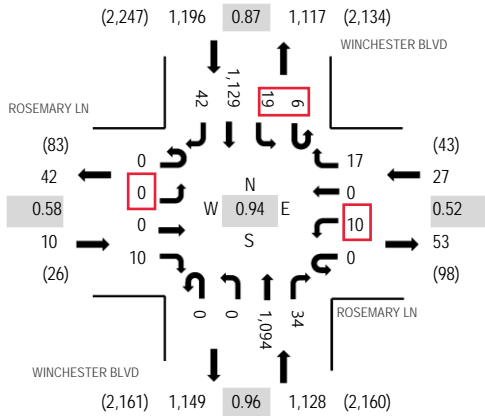 (2,247) 1,196 0.87 1,117 (2,134)
WINCHESTER BLVD
42 1,129 19 6
ROSEMARY LN
(83)
42
0.58
10
(26)
0
0
0
10
N
W 0.94 E
S
17
0
10
0
(43)
27
0.52
53
(98)
0 0 1,094 34
ROSEMARY LN
WINCHESTER BLVD
(2,161) 1,149 0.96 1,128 (2,160)